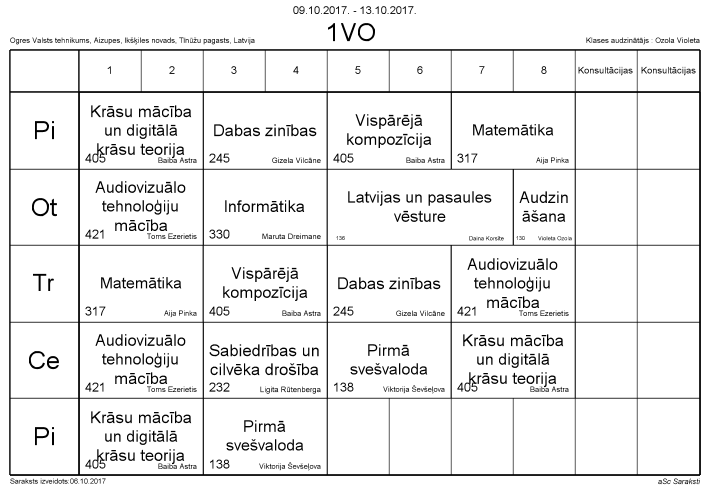 09.10.2017. - 13.10.2017.
1VO
Ogres Valsts tehnikums, Aizupes, Ikšķiles novads, Tīnūžu pagasts, Latvija
Klases audzinātājs : Ozola Violeta
1 2 3 4 5 6 7 8 Konsultācijas Konsultācijas
Pi
Krāsu mācība
un digitālā
krāsu teorija
405 Baiba Astra
Dabas zinības
245 Gizela Vilcāne
Vispārējā
kompozīcija
405 Baiba Astra
Matemātika
317 Aija Pinka
Ot
Audiovizuālo
tehnoloģiju
mācība
421 Toms Ezerietis
Informātika
330 Maruta Dreimane
Latvijas un pasaules
vēsture
136 Daina Korsīte
Audzin
āšana
130 Violeta Ozola
Tr
Matemātika
317 Aija Pinka
Vispārējā
kompozīcija
405 Baiba Astra
Dabas zinības
245 Gizela Vilcāne
Audiovizuālo
tehnoloģiju
mācība
421 Toms Ezerietis
Ce
Audiovizuālo
tehnoloģiju
mācība
421 Toms Ezerietis
Sabiedrības un
cilvēka drošība
232 Ligita Rūtenberga
Pirmā
svešvaloda
138 Viktorija Ševšeļova
Krāsu mācība
un digitālā
krāsu teorija
405 Baiba Astra
Pi
Krāsu mācība
un digitālā
krāsu teorija
405 Baiba Astra
Pirmā
svešvaloda
138 Viktorija Ševšeļova
Saraksts izveidots:06.10.2017
aSc Saraksti